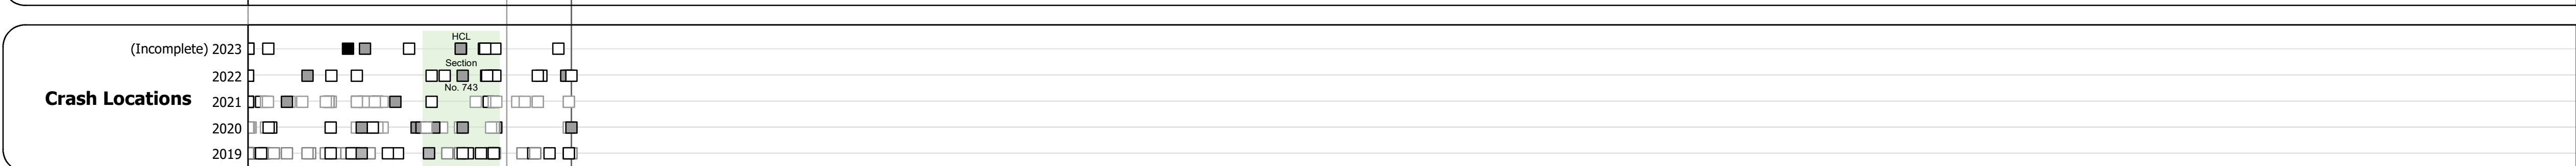 HCL
(Incomplete) 2023
Section
2022
No. 743
Crash Locations
2021
2020
2019